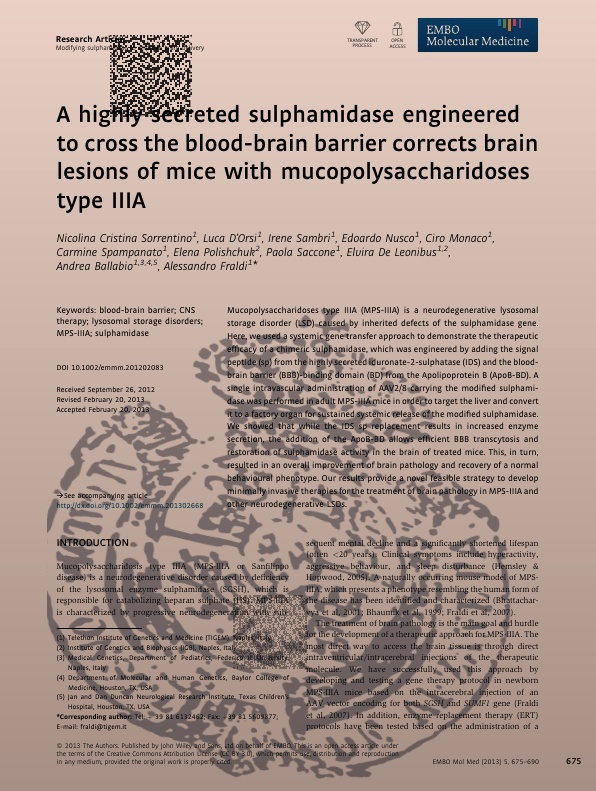 Research Artic
Modifying sulpha very
TRANSPARENT
PROCESS
OPEN
ACCESS
EMBO
Molecular Medicine
A highly secreted sulphamidase engineered
to cross the blood-brain barrier corrects brain
lesions of mice with mucopolysaccharidoses
type IIIA
Nicolina Cristina Sorrentino1, Luca D'Orsi1, Irene Sambri1, Edoardo Nusco1, Ciro Monaco1,
Carmine Spampanato1, Elena Polishchuk2, Paola Saccone1, Elvira De Leonibus1,2,
Andrea Ballabio1,3,4,5, Alessandro Fraldi1*
Keywords: blood-brain barrier; CNS
therapy; lysosomal storage disorders;
MPS-IIIA; sulphamidase
DOI 10.1002/emmm.201202083
Received September 26, 2012
Revised February 20, 2013
Accepted February 20, 2013
→See accompanying article
http://dx.doi.org/10.1002/emmm.201302668
Mucopolysaccharidoses type IIIA (MPS-IIIA) is a neurodegenerative lysosomal
storage disorder (LSD) caused by inherited defects of the sulphamidase gene.
Here, we used a systemic gene transfer approach to demonstrate the therapeutic
efficacy of a chimeric sulphamidase, which was engineered by adding the signal
peptide (sp) from the highly secreted iduronate-2-sulphatase (IDS) and the blood-
brain barrier (BBB)-binding domain (BD) from the Apolipoprotein B (ApoB-BD). A
single intravascular administration of AAV2/8 carrying the modified sulphami-
dase was performed in adult MPS-IIIA mice in order to target the liver and convert
it to a factory organ for sustained systemic release of the modified sulphamidase.
We showed that while the IDS sp replacement results in increased enzyme
secretion, the addition of the ApoB-BD allows efficient BBB transcytosis and
restoration of sulphamidase activity in the brain of treated mice. This, in turn,
resulted in an overall improvement of brain pathology and recovery of a normal
behavioural phenotype. Our results provide a novel feasible strategy to develop
minimally invasive therapies for the treatment of brain pathology in MPS-IIIA and
other neurodegenerative LSDs.
INTRODUCTION
Mucopolysaccharidosis type IIIA (MPS-IIIA or Sanfilippo
disease) is a neurodegenerative disorder caused by deficiency
of the lysosomal enzyme sulphamidase (SGSH), which is
responsible for catabolizing heparan sulphate (HS). MPS-IIIA
is characterized by progressive neurodegeneration with sub-
(1) Telethon Institute of Genetics and Medicine (TIGEM), Naples, Italy
(2) Institute of Genetics and Biophysics (IGB), Naples, Italy
(3) Medical Genetics, Department of Pediatrics, Federico II University,
Naples, Italy
(4) Department of Molecular and Human Genetics, Baylor College of
Medicine, Houston, TX, USA
(5) Jan and Dan Duncan Neurological Research Institute, Texas Children's
Hospital, Houston, TX, USA
*Corresponding author: Tel: + 39 81 6132462; Fax: +39 81 5609877;
E-mail: fraldi@tigem.it
sequent mental decline and a significantly shortened lifespan
(often <20 years). Clinical symptoms include hyperactivity,
aggressive behaviour, and sleep disturbance (Hemsley &
Hopwood, 2005). A naturally occurring mouse model of MPS-
IIIA, which presents a phenotype resembling the human form of
the disease has been identified and characterized (Bhattachar-
yya et al, 2001; Bhaumik et al, 1999; Fraldi et al, 2007).
The treatment of brain pathology is the main goal and hurdle
for the development of a therapeutic approach for MPS-IIIA. The
most direct way to access the brain tissue is through direct
intraventricular/intracerebral injections of the therapeutic
molecule. We have successfully used this approach by
developing and testing a gene therapy protocol in newborn
MPS-IIIA mice based on the intracerebral injection of an
AAV vector encoding for both SGSH and SUMF1 gene (Fraldi
et al, 2007). In addition, enzyme replacement therapy (ERT)
protocols have been tested based on the administration of a
© 2013 The Authors. Published by John Wiley and Sons, Ltd on behalf of EMBO. This is an open access article under
the terms of the Creative Commons Attribution License (CC BY 3.0), which permits use, distribution and reproduction
in any medium, provided the original work is properly cited.
EMBO Mol Med (2013) 5, 675–690
675